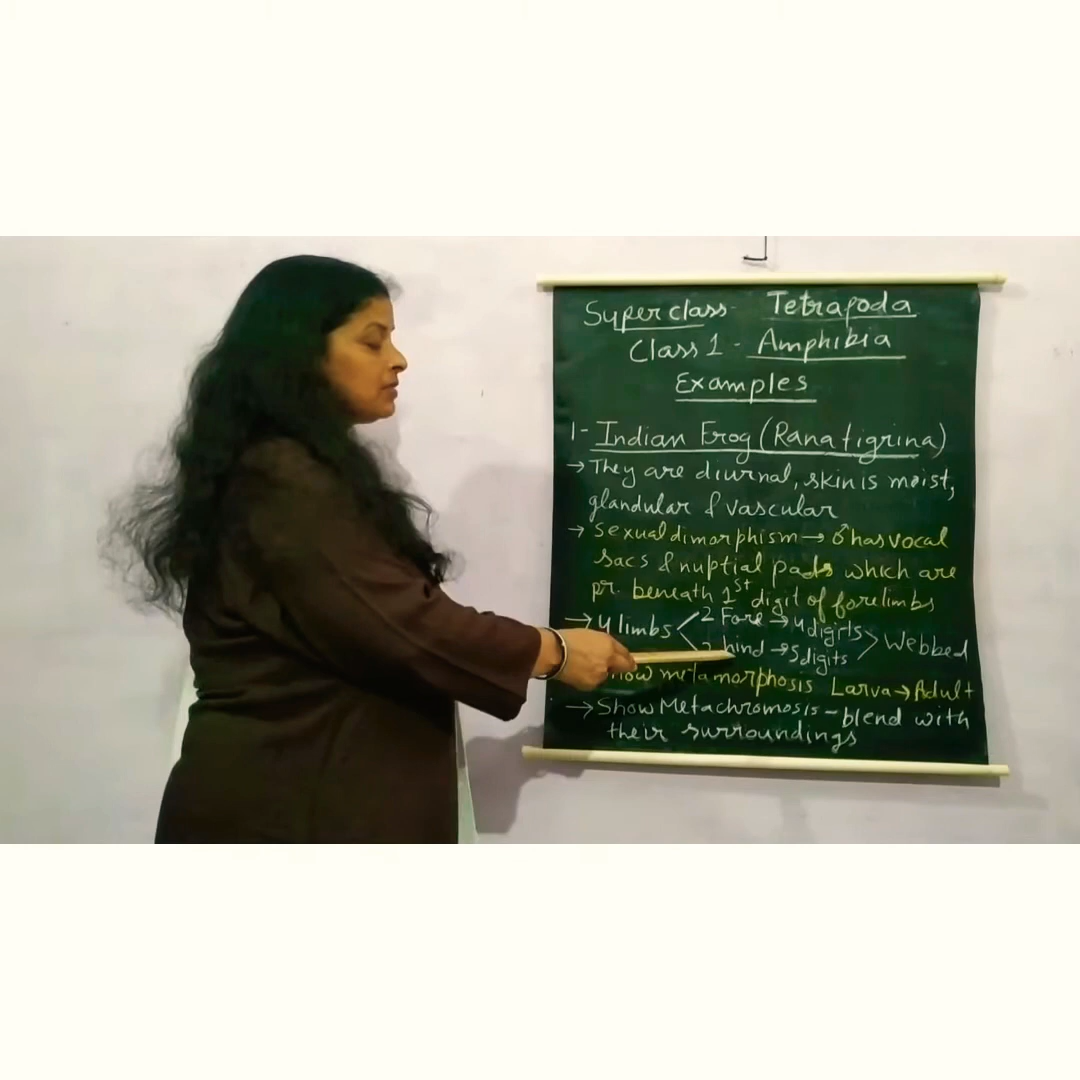 Superclass- Tetrapoda
Class 1 - Amphibia
Examples
1- Indian Frog (Rana tigrina)
→ They are diurnal, skin is moist,
glandular & vascular
→ Sexual dimorphism → ♂ has vocal
sacs & nuptial pads which are
pr. beneath 1st digit of forelimbs
→ 4 limbs < 2 Fore → 4 digits > Webbed
hind → 5 digits
metamorphosis Larva → Adult
→ Show Metachromosis - blend with
their surroundings